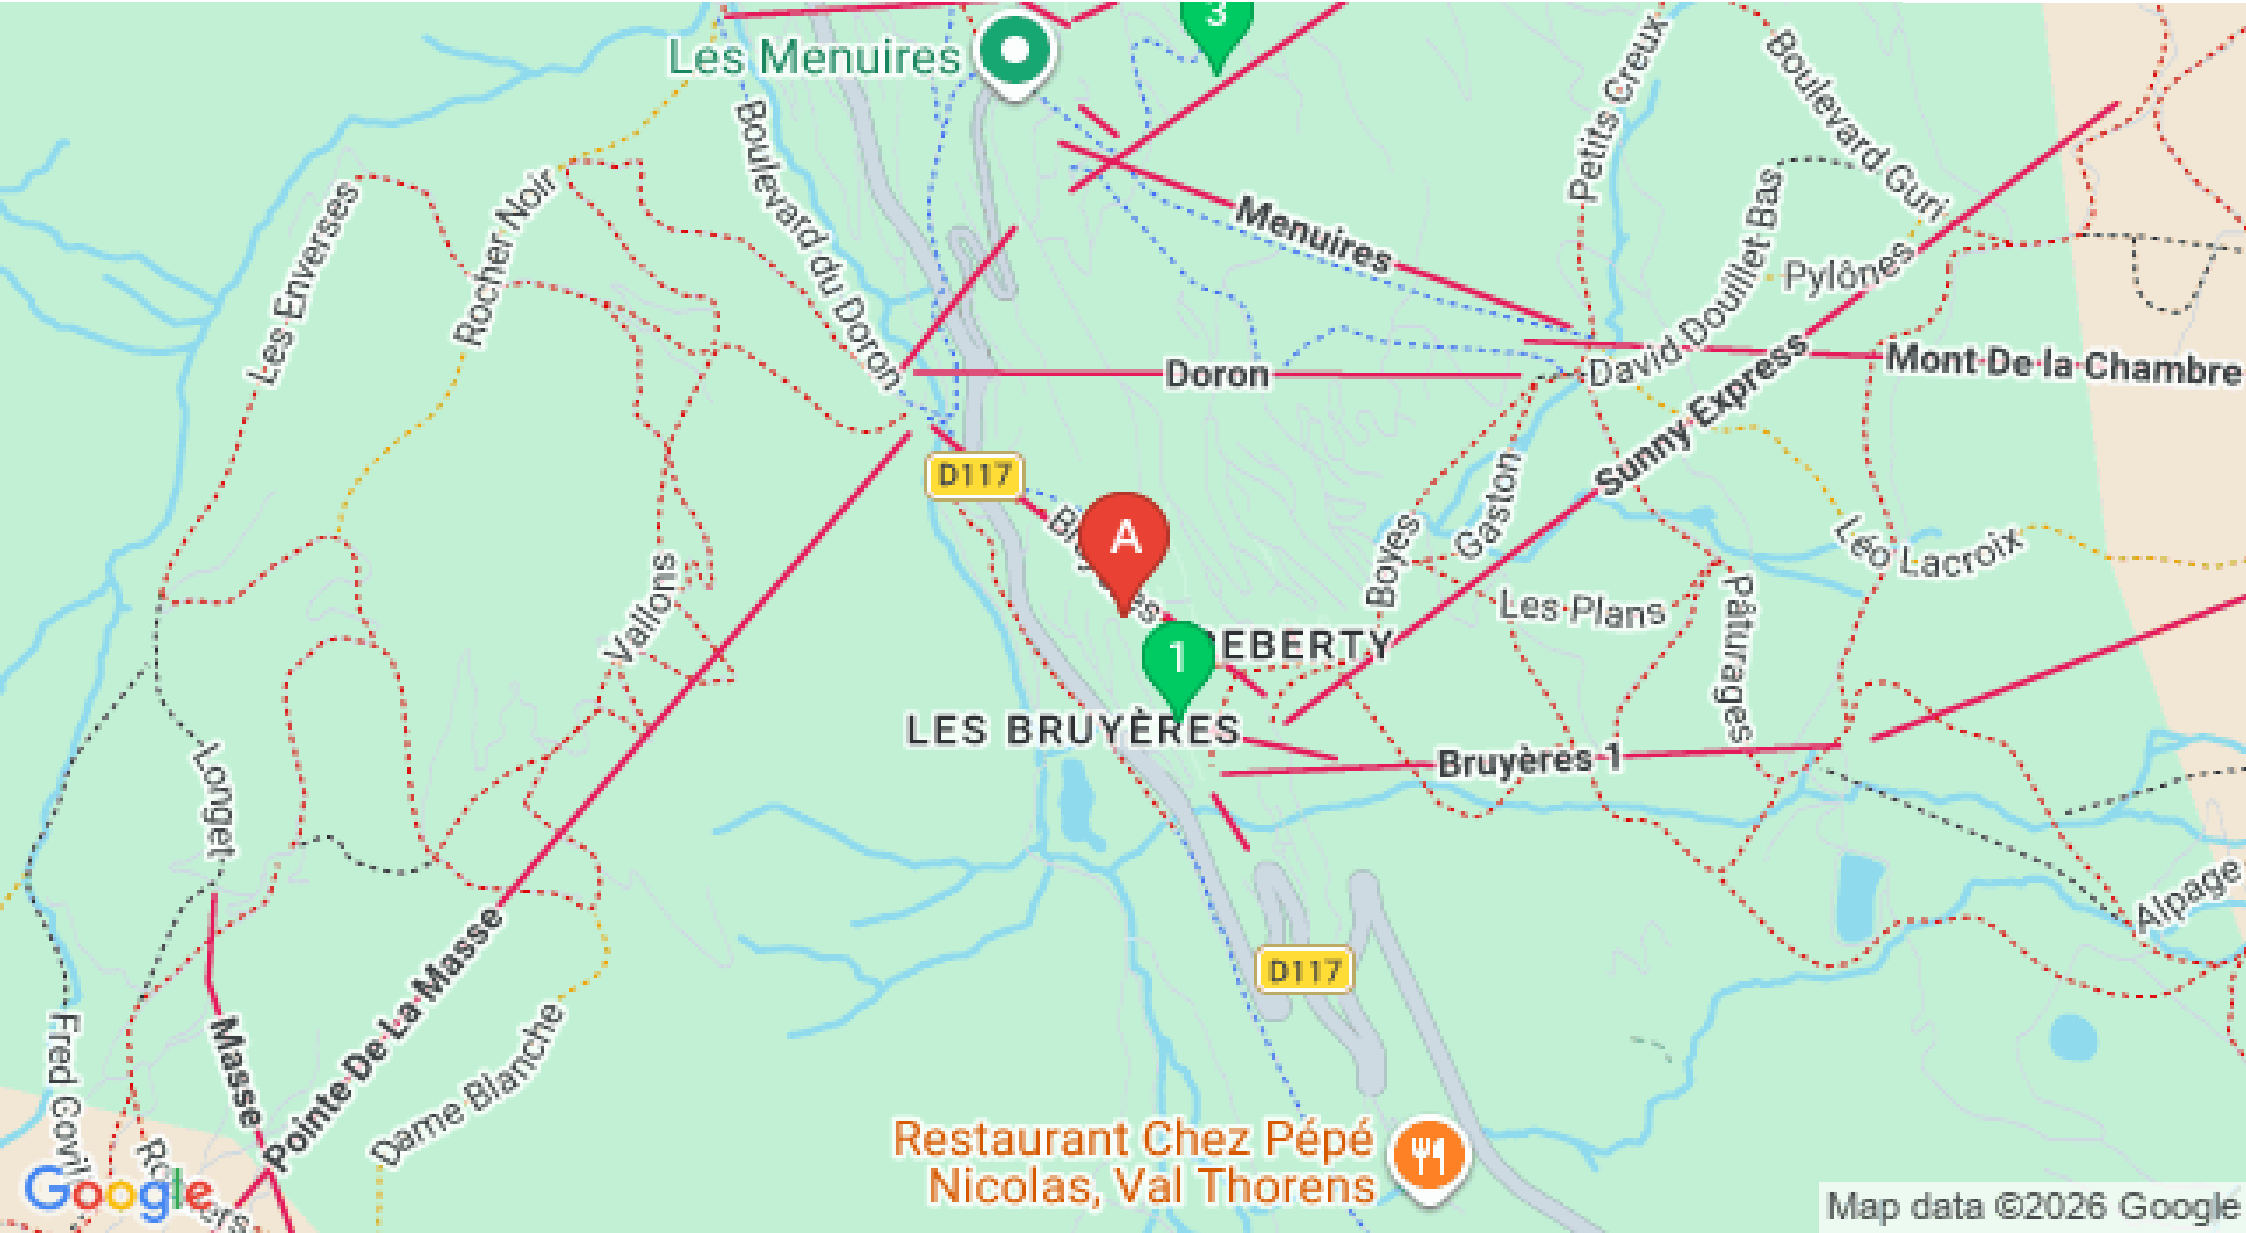 3
Les Menuires
Boulevard du Doron
Petits Creux
Boulevard Guri
Les Enverses
Rocher Noir
Menuires
David Douillet Bas
Pylônes
Doron
Mont De la Chambre
Sunny Express
D117
A
Gaston
Boyes
Léo Lacroix
Les Plans
Vallons
Pâturages
1
EBERTY
LES BRUYÈRES
Bruyères 1
Longet
Alpage
D117
Pointe De La Masse
Masse
Dame Blanche
Restaurant Chez Pépé
Nicolas, Val Thorens
Google
Map data ©2026 Google